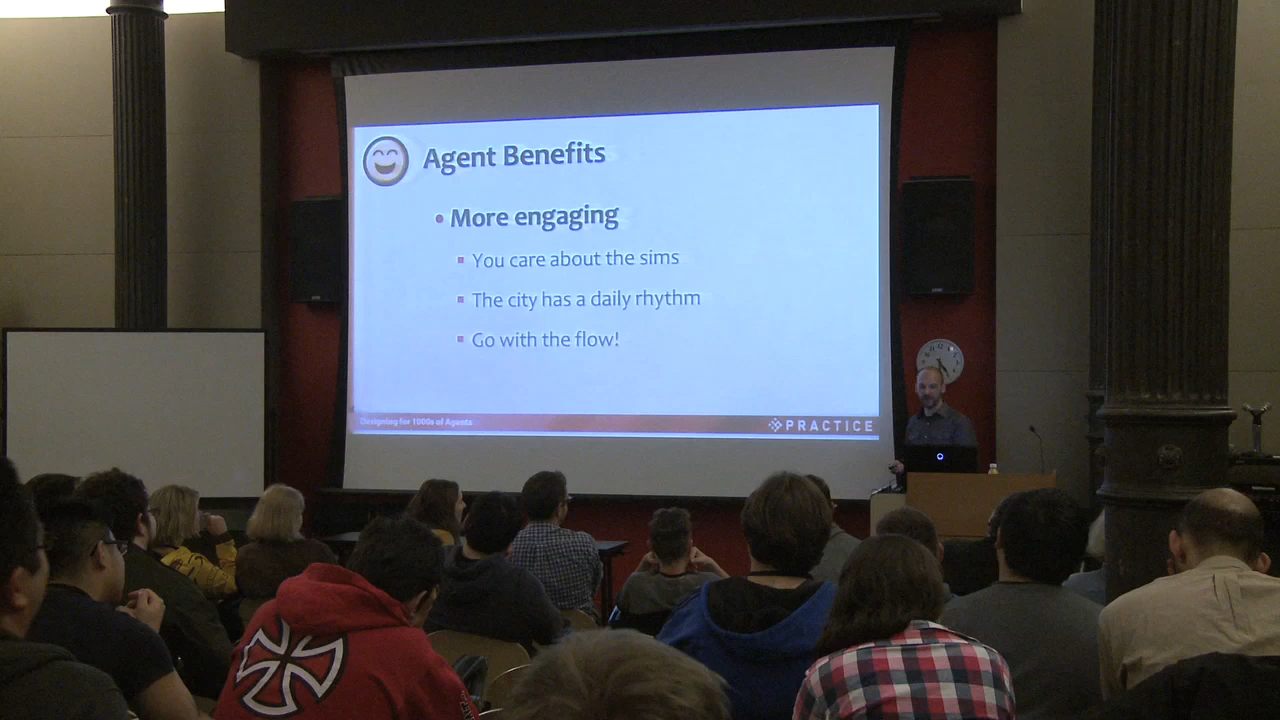 Agent Benefits
• More engaging
▪ You care about the sims
▪ The city has a daily rhythm
▪ Go with the flow!
Designing for 1000s of Agents
PRACTICE